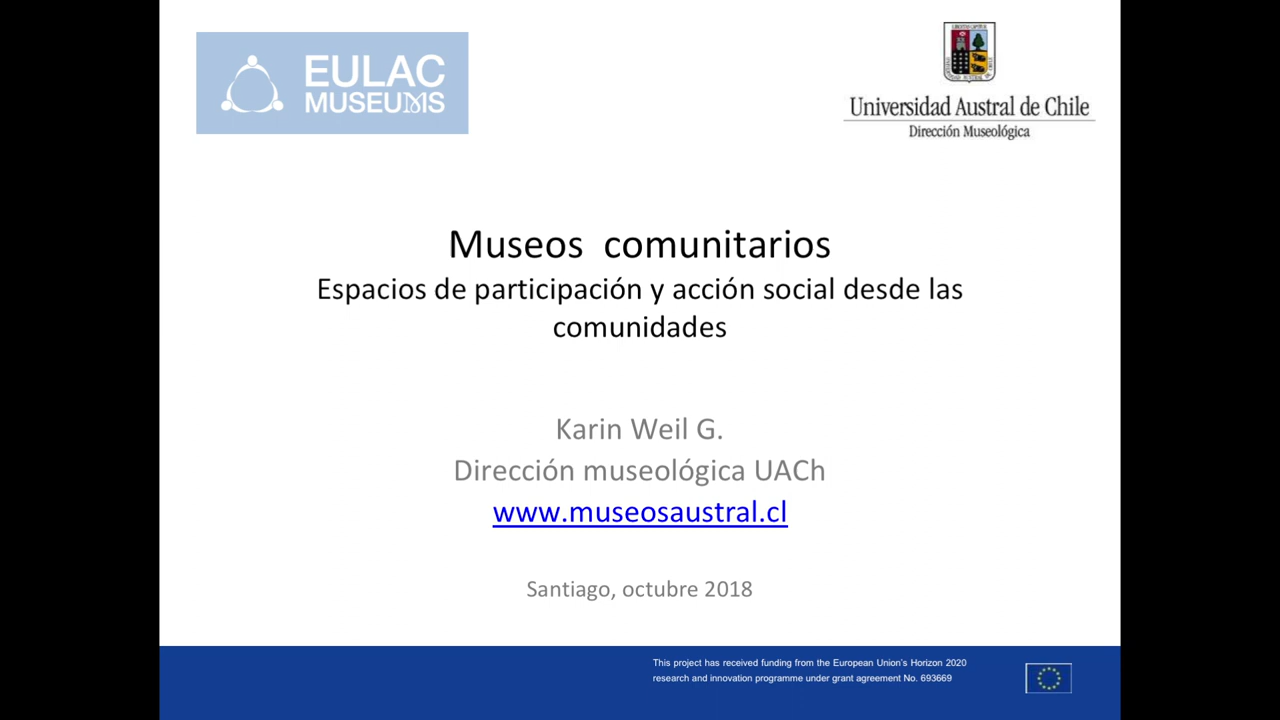 EULAC
MUSEUMS
Universidad Austral de Chile
Dirección Museológica
Museos comunitarios
Espacios de participación y acción social desde las
comunidades
Karin Weil G.
Dirección museológica UACh
www.museosaustral.cl
Santiago, octubre 2018
This project has received funding from the European Union's Horizon 2020
research and innovation programme under grant agreement No. 693669